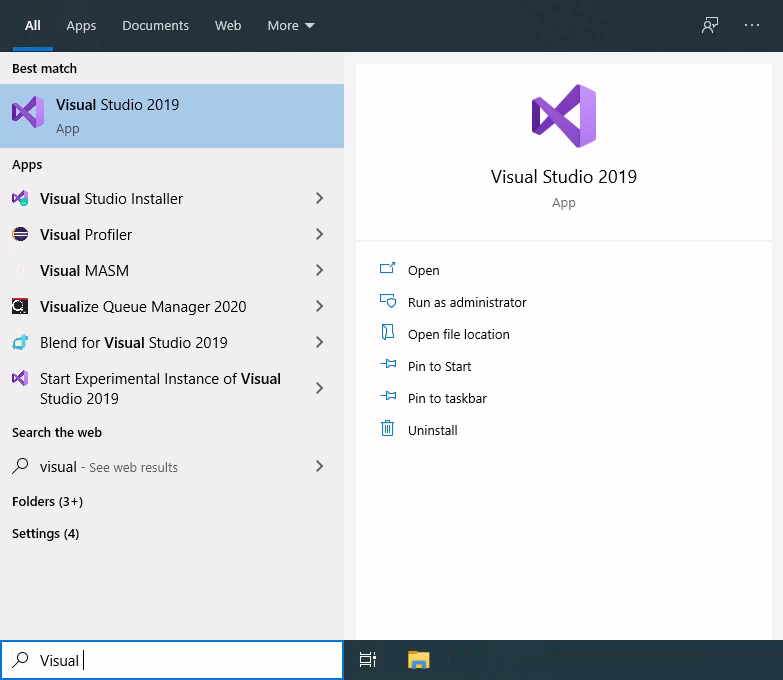 All Apps Documents Web More
Best match
Visual Studio 2019
App
Apps
Visual Studio Installer
Visual Profiler
Visual MASM
Visualize Queue Manager 2020
Blend for Visual Studio 2019
Start Experimental Instance of Visual
Studio 2019
Search the web
visual - See web results
Folders (3+)
Settings (4)
Visual Studio 2019
App
Open
Run as administrator
Open file location
Pin to Start
Pin to taskbar
Uninstall
Visual